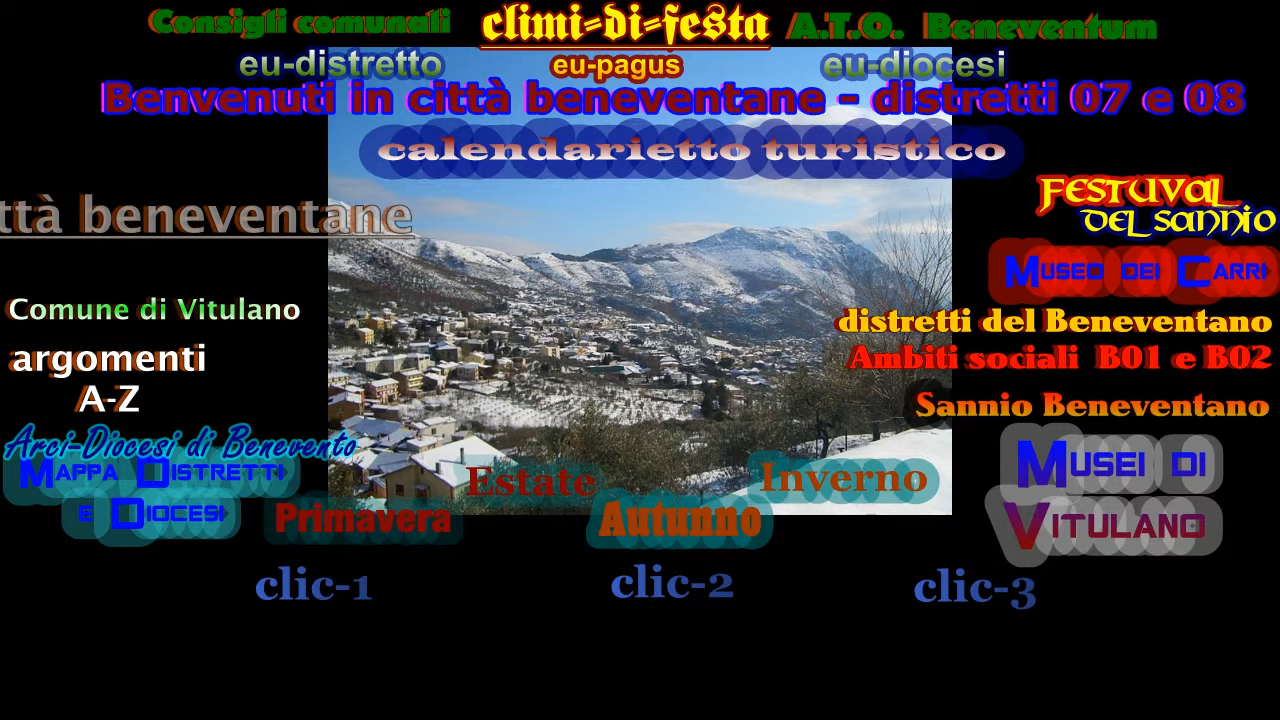 Consigli comunali
climi-di-festa
A.T.O. Beneventum
eu-distretto
eu-pagus
eu-diocesi
Benvenuti in città beneventane - distretti 07 e 08
calendarietto turistico
ttà beneventane
FESTUVAL
DEL SANNIO
MUSEO DEI CARRI
Comune di Vitulano
distretti del Beneventano
argomenti
A-Z
Ambiti sociali B01 e B02
Sannio Beneventano
Arci-Diocesi di Benevento
MAPPA DISTRETTI
E DIOCESI
Primavera
Estate
Autunno
Inverno
MUSEI DI
VITULANO
clic-1
clic-2
clic-3